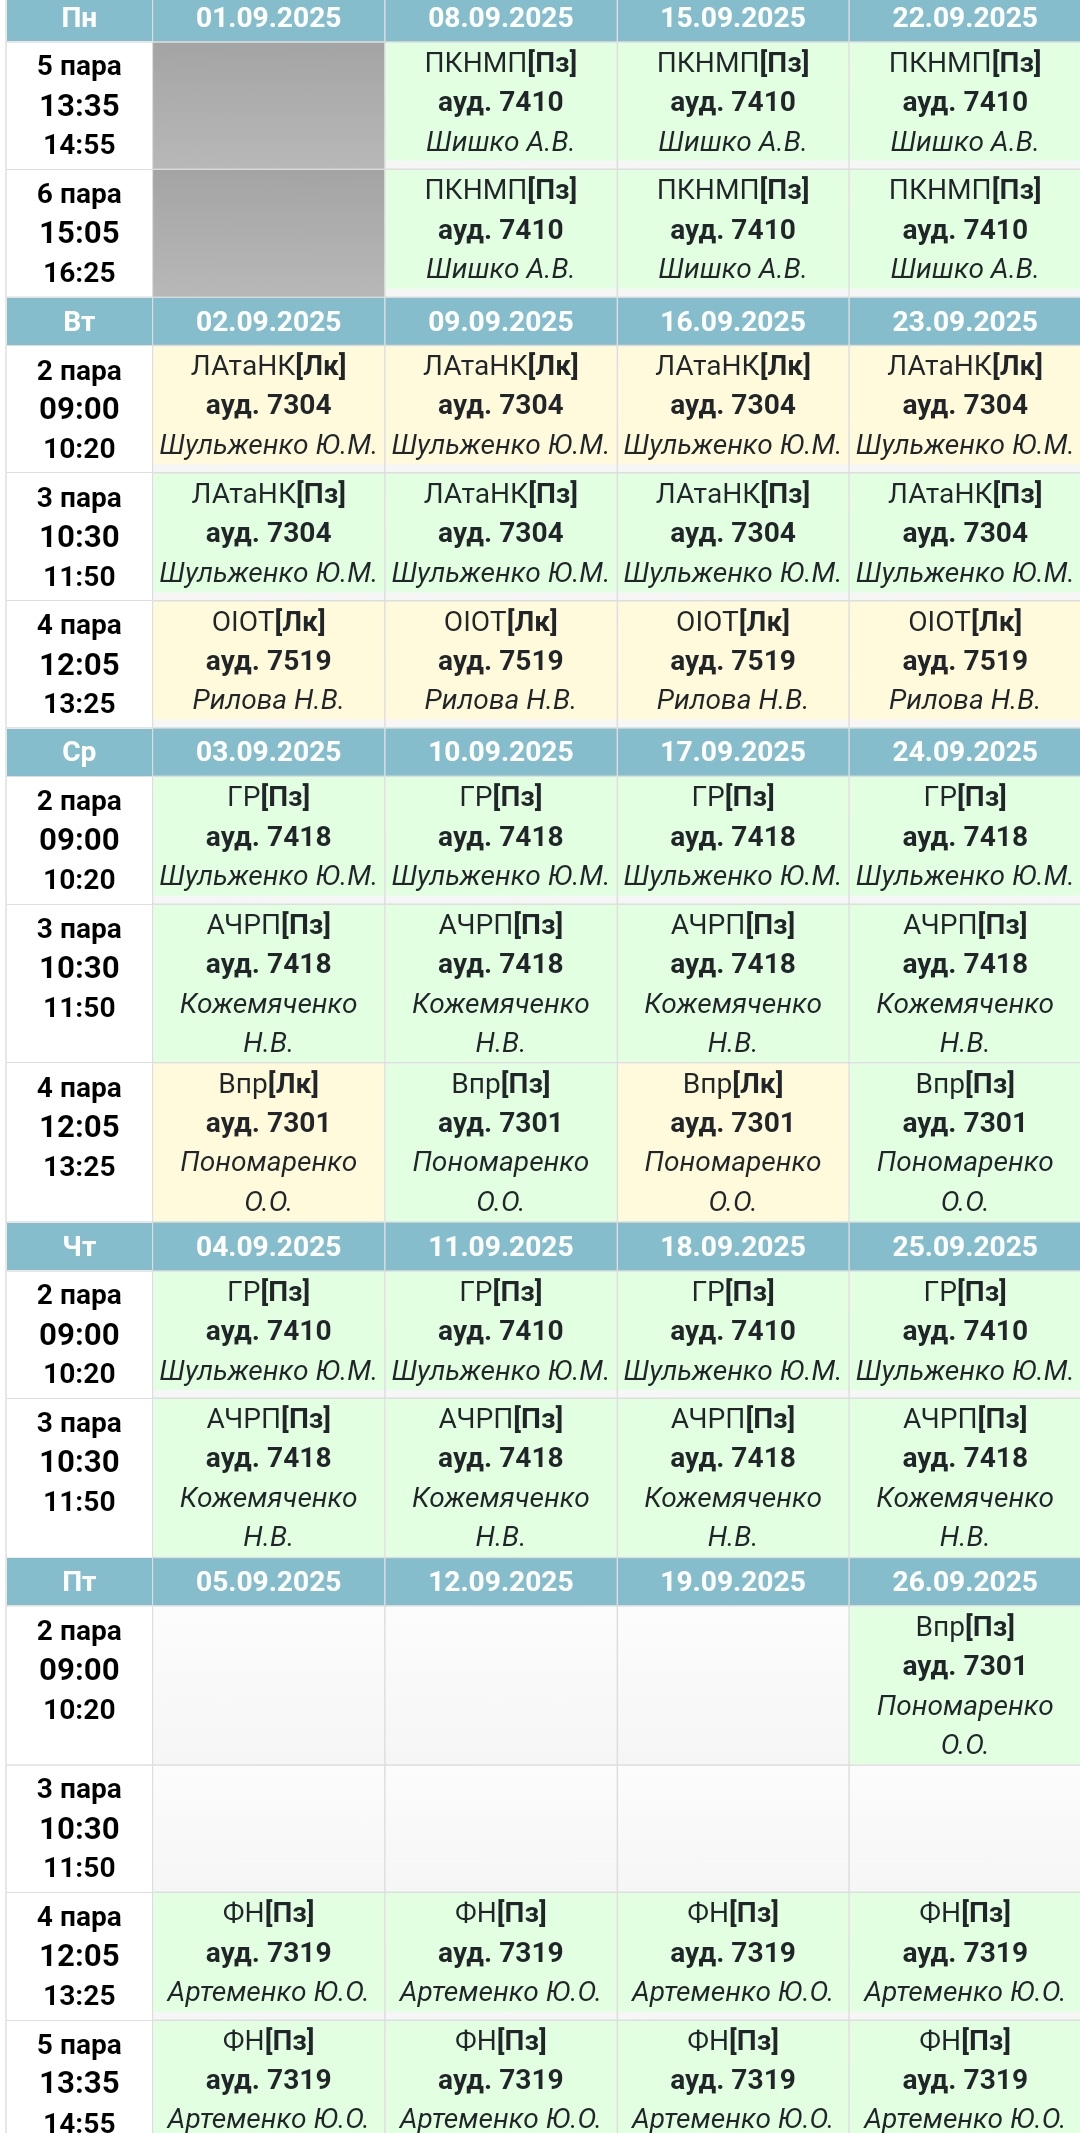 Пн 01.09.2025 08.09.2025 15.09.2025 22.09.2025
5 пара ПКНМП[Пз] ПКНМП[Пз] ПКНМП[Пз]
13:35 ауд. 7410 ауд. 7410 ауд. 7410
14:55 Шишко А.В. Шишко А.В. Шишко А.В.
6 пара ПКНМП[Пз] ПКНМП[Пз] ПКНМП[Пз]
15:05 ауд. 7410 ауд. 7410 ауд. 7410
16:25 Шишко А.В. Шишко А.В. Шишко А.В.
Вт 02.09.2025 09.09.2025 16.09.2025 23.09.2025
2 пара ЛАтаНК[Лк] ЛАтаНК[Лк] ЛАтаНК[Лк] ЛАтаНК[Лк]
09:00 ауд. 7304 ауд. 7304 ауд. 7304 ауд. 7304
10:20 Шульженко Ю.М. Шульженко Ю.М. Шульженко Ю.М. Шульженко Ю.М.
3 пара ЛАтаНК[Пз] ЛАтаНК[Пз] ЛАтаНК[Пз] ЛАтаНК[Пз]
10:30 ауд. 7304 ауд. 7304 ауд. 7304 ауд. 7304
11:50 Шульженко Ю.М. Шульженко Ю.М. Шульженко Ю.М. Шульженко Ю.М.
4 пара ОІОТ[Лк] ОІОТ[Лк] ОІОТ[Лк] ОІОТ[Лк]
12:05 ауд. 7519 ауд. 7519 ауд. 7519 ауд. 7519
13:25 Рилова Н.В. Рилова Н.В. Рилова Н.В. Рилова Н.В.
Ср 03.09.2025 10.09.2025 17.09.2025 24.09.2025
2 пара ГР[Пз] ГР[Пз] ГР[Пз] ГР[Пз]
09:00 ауд. 7418 ауд. 7418 ауд. 7418 ауд. 7418
10:20 Шульженко Ю.М. Шульженко Ю.М. Шульженко Ю.М. Шульженко Ю.М.
3 пара АЧРП[Пз] АЧРП[Пз] АЧРП[Пз] АЧРП[Пз]
10:30 ауд. 7418 ауд. 7418 ауд. 7418 ауд. 7418
11:50 Кожемяченко Кожемяченко Кожемяченко Кожемяченко
Н.В. Н.В. Н.В. Н.В.
4 пара Впр[Лк] Впр[Пз] Впр[Лк] Впр[Пз]
12:05 ауд. 7301 ауд. 7301 ауд. 7301 ауд. 7301
13:25 Пономаренко Пономаренко Пономаренко Пономаренко
О.О. О.О. О.О. О.О.
Чт 04.09.2025 11.09.2025 18.09.2025 25.09.2025
2 пара ГР[Пз] ГР[Пз] ГР[Пз] ГР[Пз]
09:00 ауд. 7410 ауд. 7410 ауд. 7410 ауд. 7410
10:20 Шульженко Ю.М. Шульженко Ю.М. Шульженко Ю.М. Шульженко Ю.М.
3 пара АЧРП[Пз] АЧРП[Пз] АЧРП[Пз] АЧРП[Пз]
10:30 ауд. 7418 ауд. 7418 ауд. 7418 ауд. 7418
11:50 Кожемяченко Кожемяченко Кожемяченко Кожемяченко
Н.В. Н.В. Н.В. Н.В.
Пт 05.09.2025 12.09.2025 19.09.2025 26.09.2025
2 пара Впр[Пз]
09:00 ауд. 7301
10:20 Пономаренко
О.О.
3 пара
10:30
11:50
4 пара ФН[Пз] ФН[Пз] ФН[Пз] ФН[Пз]
12:05 ауд. 7319 ауд. 7319 ауд. 7319 ауд. 7319
13:25 Артеменко Ю.О. Артеменко Ю.О. Артеменко Ю.О. Артеменко Ю.О.
5 пара ФН[Пз] ФН[Пз] ФН[Пз] ФН[Пз]
13:35 ауд. 7319 ауд. 7319 ауд. 7319 ауд. 7319
14:55 Артеменко Ю.О. Артеменко Ю.О. Артеменко Ю.О. Артеменко Ю.О.